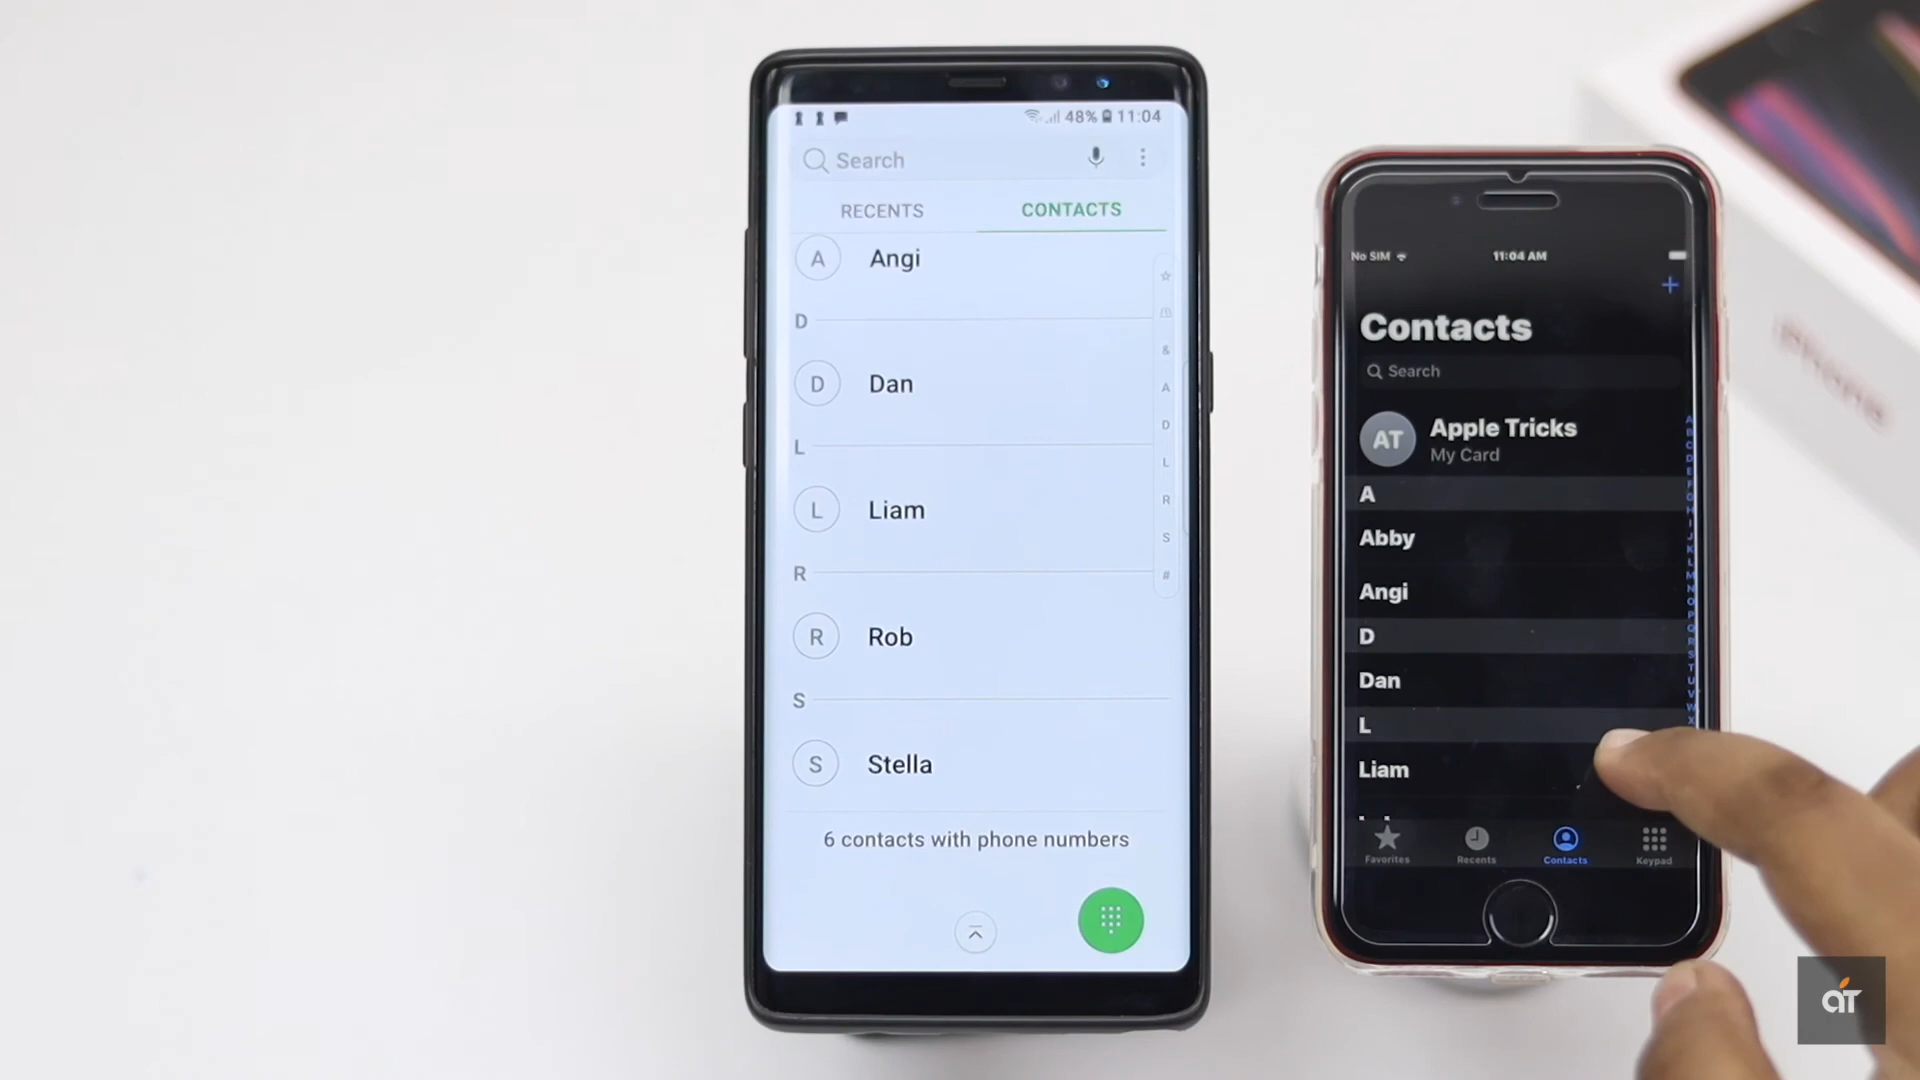 48% 11:04
Search
RECENTS CONTACTS
A Angi
D
D Dan
L
L Liam
R
R Rob
S
S Stella
6 contacts with phone numbers
&
A
D
L
R
S
#
No SIM 11:04 AM
+
Contacts
Search
AT Apple Tricks
My Card
A
Abby
Angi
D
Dan
L
Liam
Favorites Recents Contacts Keypad
A
B
C
D
E
F
G
H
I
J
K
L
M
N
O
P
Q
R
S
T
U
V
W
X
iPhone
aT